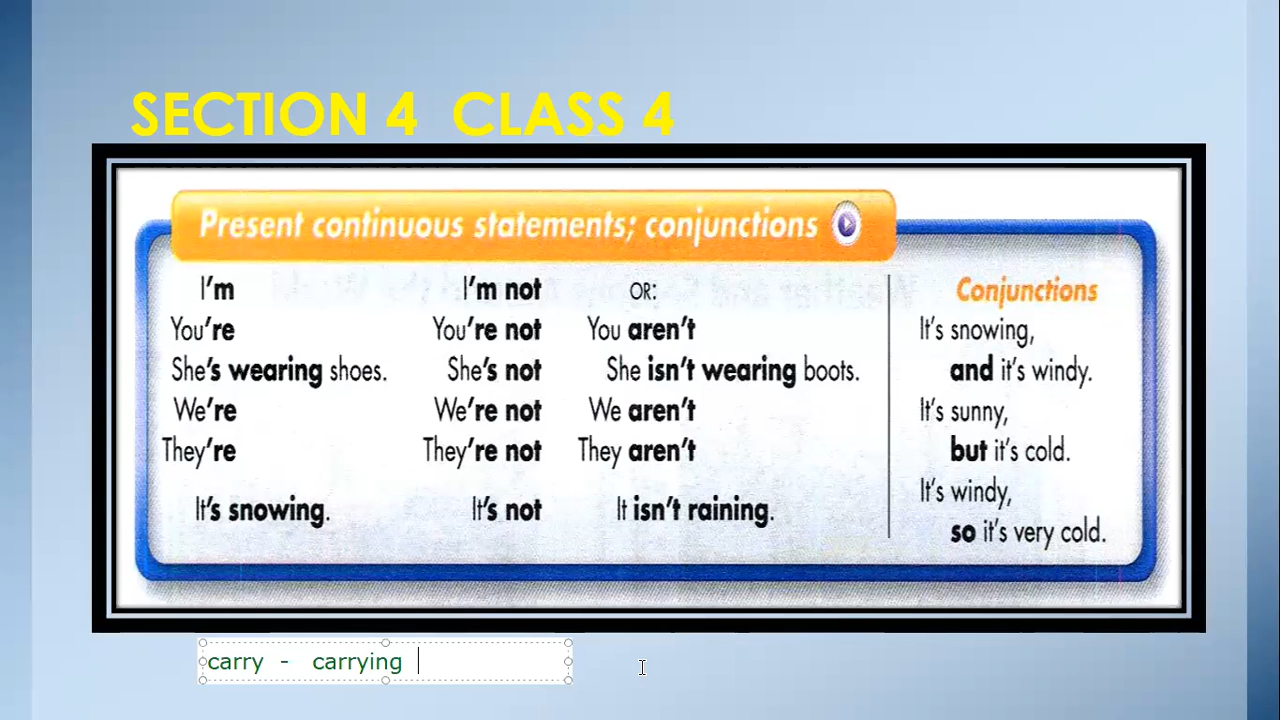 SECTION 4 CLASS 4
Present continuous statements; conjunctions
I'm I'm not OR: Conjunctions
You're You're not You aren't It's snowing,
She's wearing shoes. She's not She isn't wearing boots. and it's windy.
We're We're not We aren't It's sunny,
They're They're not They aren't but it's cold.
It's windy,
It's snowing. It's not It isn't raining. so it's very cold.
carry - carrying